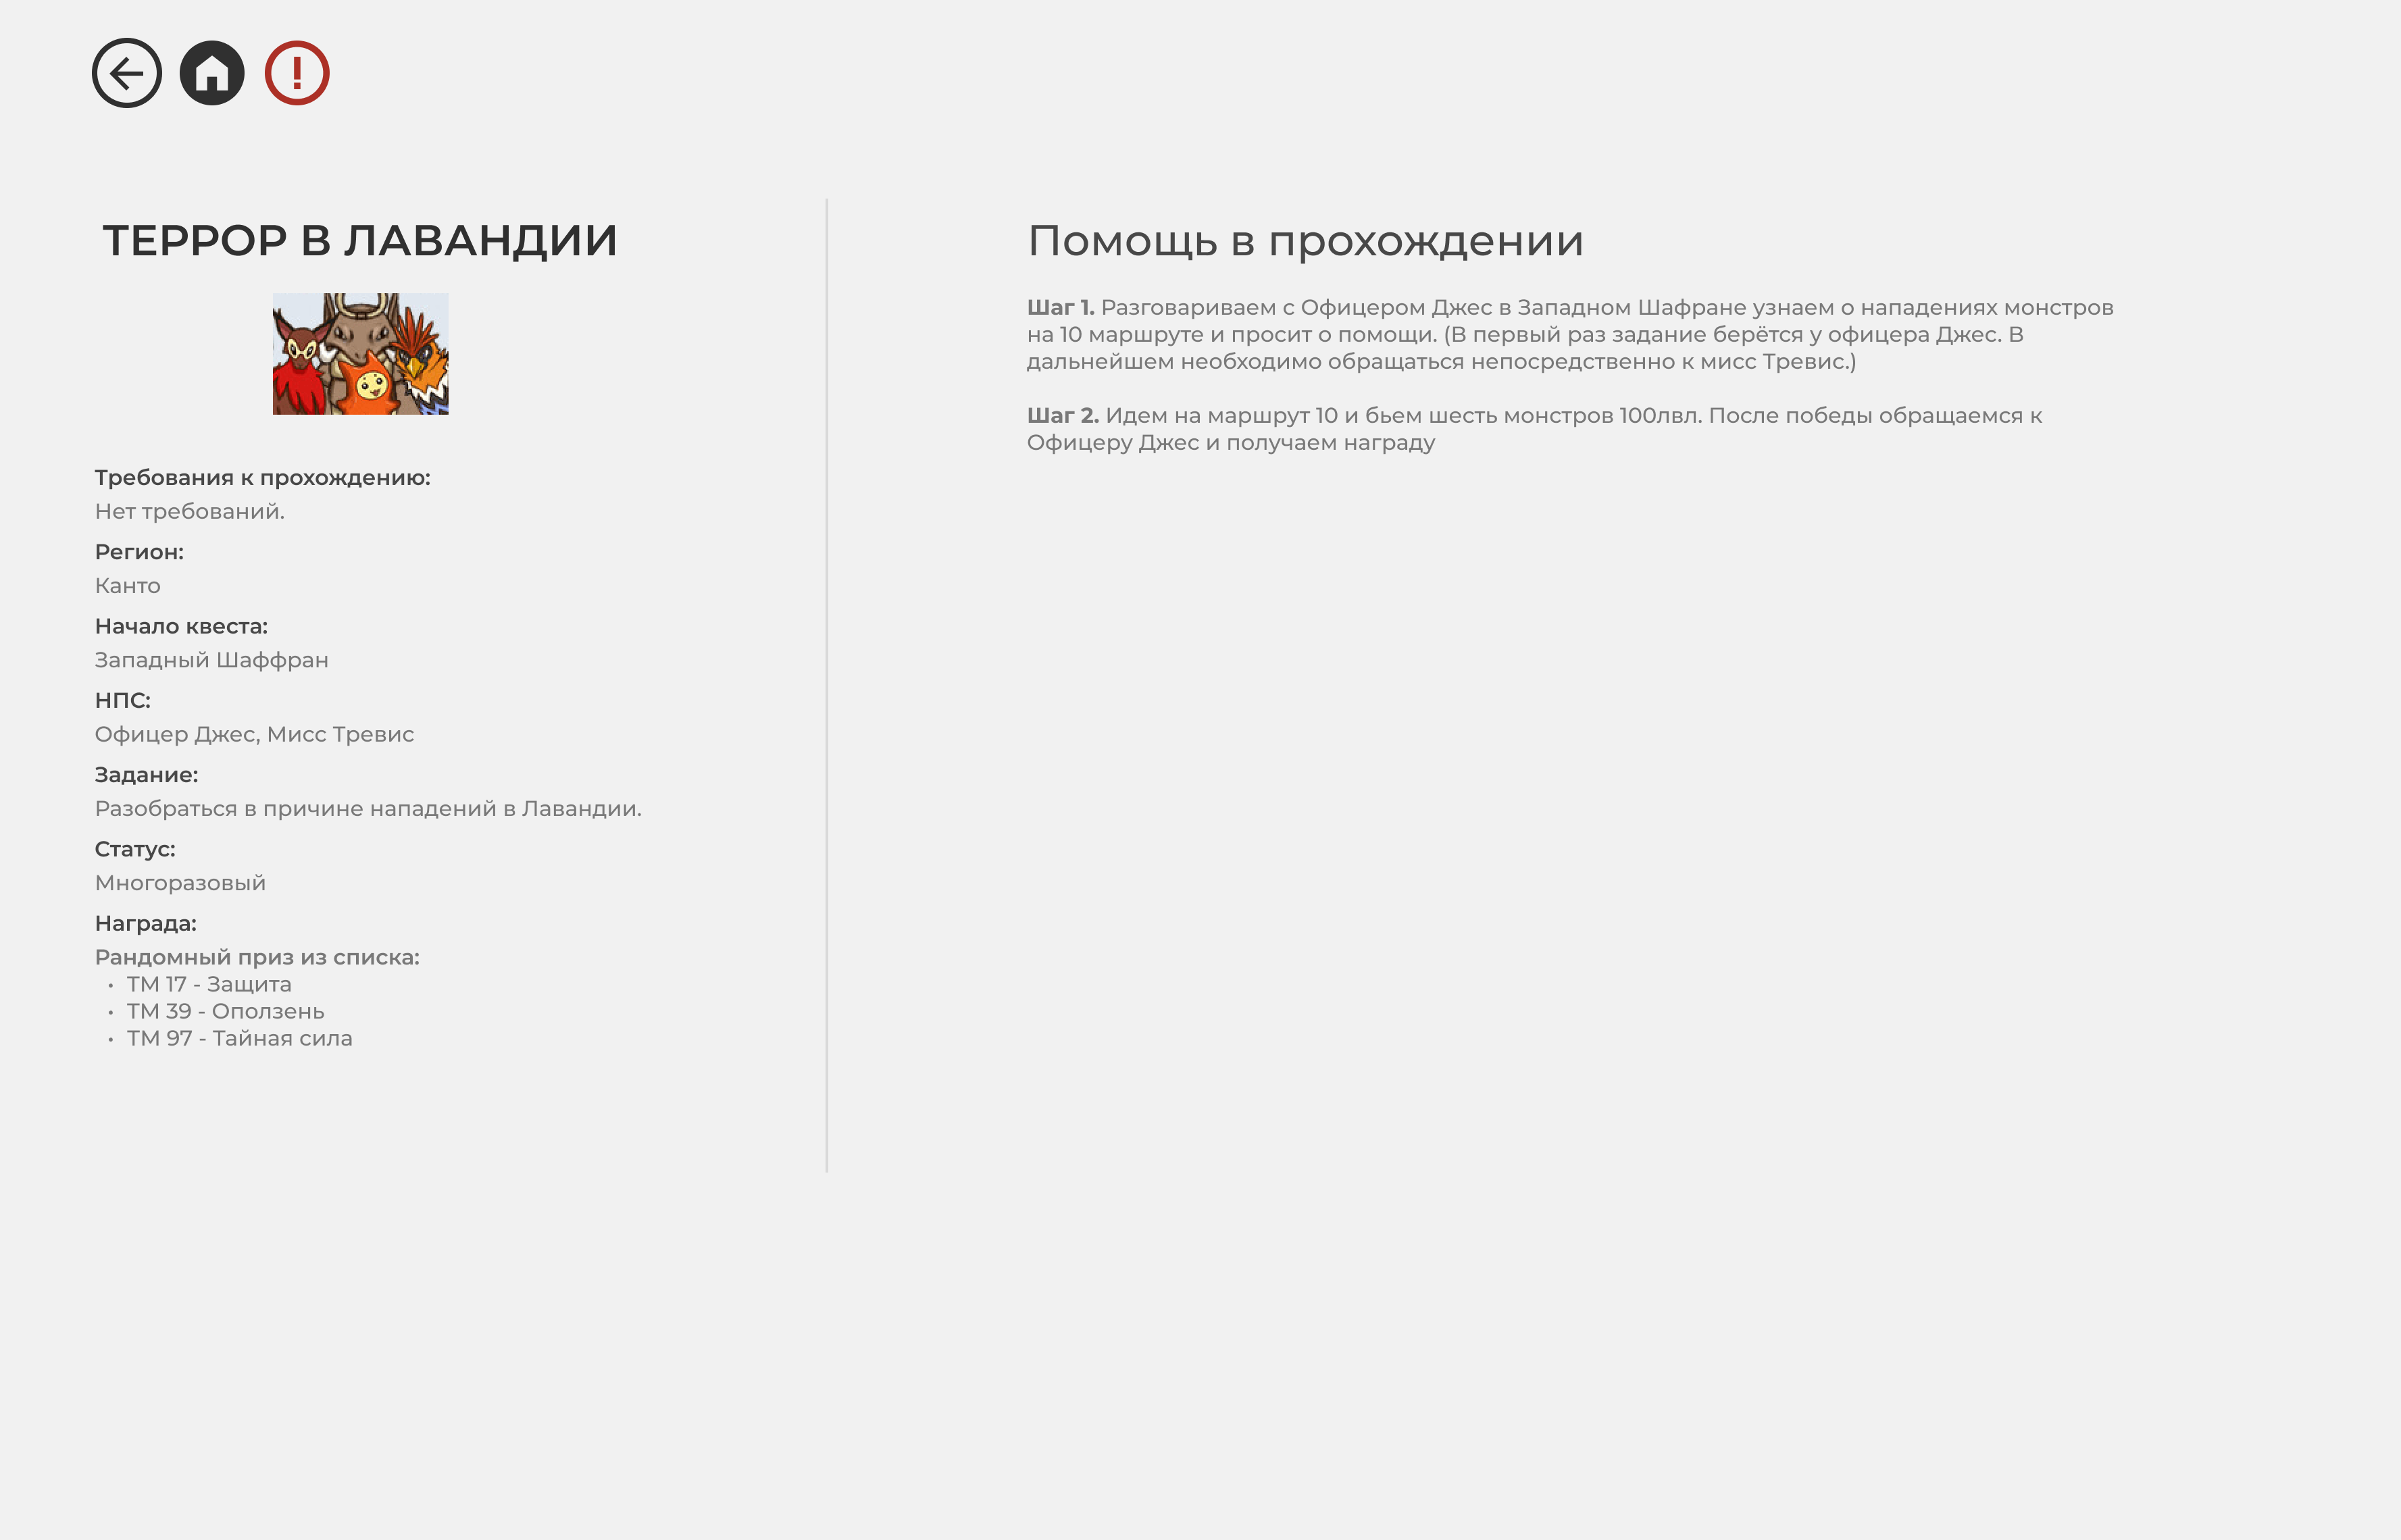 ТЕРРОР В ЛАВАНДИИ
Требования к прохождению:
Нет требований.
Регион:
Канто
Начало квеста:
Западный Шаффран
НПС:
Офицер Джес, Мисс Тревис
Задание:
Разобраться в причине нападений в Лавандии.
Статус:
Многоразовый
Награда:
Рандомный приз из списка:
• ТМ 17 - Защита
• ТМ 39 - Оползень
• ТМ 97 - Тайная сила
Помощь в прохождении
Шаг 1. Разговариваем с Офицером Джес в Западном Шафране узнаем о нападениях монстров
на 10 маршруте и просит о помощи. (В первый раз задание берётся у офицера Джес. В
дальнейшем необходимо обращаться непосредственно к мисс Тревис.)
Шаг 2. Идем на маршрут 10 и бьем шесть монстров 100лвл. После победы обращаемся к
Офицеру Джес и получаем награду